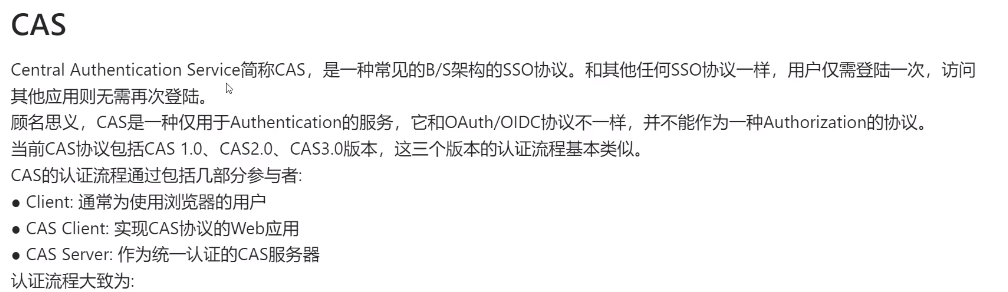 CAS
Central Authentication Service简称CAS，是一种常见的B/S架构的SSO协议。和其他任何SSO协议一样，用户仅需登陆一次，访问
其他应用则无需再次登陆。
顾名思义，CAS是一种仅用于Authentication的服务，它和OAuth/OIDC协议不一样，并不能作为一种Authorization的协议。
当前CAS协议包括CAS 1.0、CAS2.0、CAS3.0版本，这三个版本的认证流程基本类似。
CAS的认证流程通过包括几部分参与者:
● Client: 通常为使用浏览器的用户
● CAS Client: 实现CAS协议的Web应用
● CAS Server: 作为统一认证的CAS服务器
认证流程大致为: